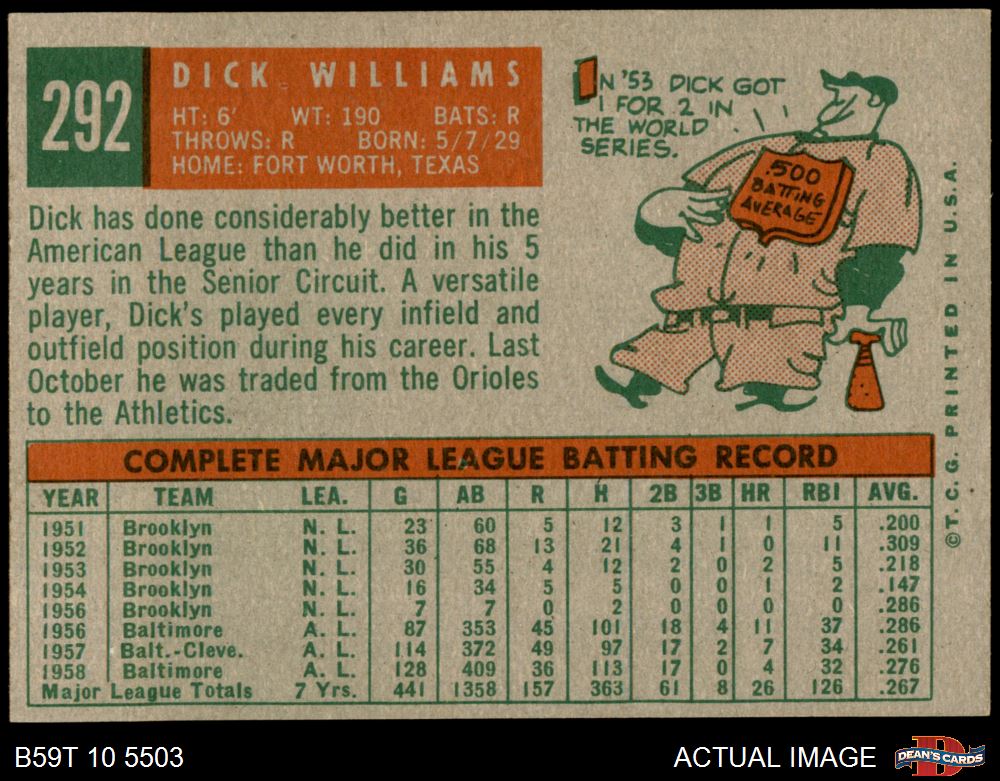 292
DICK WILLIAMS
HT: 6' WT: 190 BATS: R
THROWS: R BORN: 5/7/29
HOME: FORT WORTH, TEXAS
IN '53 DICK GOT
1 FOR 2 IN
THE WORLD
SERIES.
.500
BATTING
AVERAGE
Dick has done considerably better in the
American League than he did in his 5
years in the Senior Circuit. A versatile
player, Dick's played every infield and
outfield position during his career. Last
October he was traded from the Orioles
to the Athletics.
COMPLETE MAJOR LEAGUE BATTING RECORD
YEAR TEAM LEA. G AB R H 2B 3B HR RBI AVG.
1951 Brooklyn N. L. 23 60 5 12 3 1 1 5 .200
1952 Brooklyn N. L. 36 68 13 21 4 1 0 11 .309
1953 Brooklyn N. L. 30 55 4 12 2 0 2 5 .218
1954 Brooklyn N. L. 16 34 5 5 0 0 1 2 .147
1956 Brooklyn N. L. 7 7 0 2 0 0 0 0 .286
1956 Baltimore A. L. 87 353 45 101 18 4 11 37 .286
1957 Balt.-Cleve. A. L. 114 372 49 97 17 2 7 34 .261
1958 Baltimore A. L. 128 409 36 113 17 0 4 32 .276
Major League Totals 7 Yrs. 441 1358 157 363 61 8 26 126 .267
©T. C. G. PRINTED IN U.S.A.
B59T 10 5503
ACTUAL IMAGE
D
DEAN'S CARDS